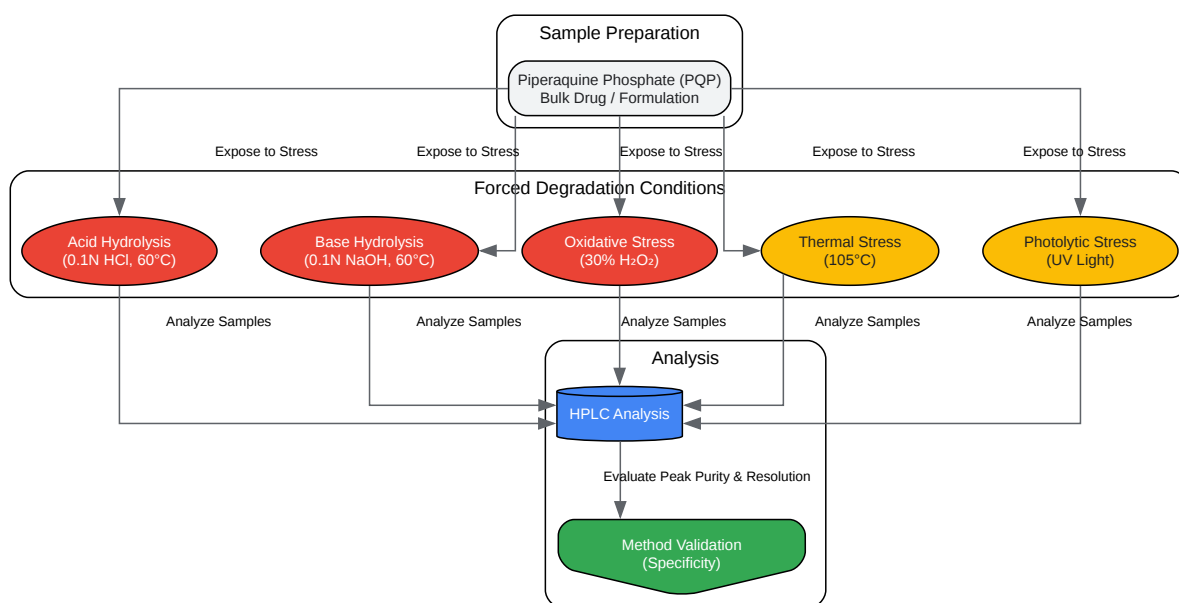 Sample Preparation
Piperaquine Phosphate (PQP)
Bulk Drug / Formulation
Expose to Stress
Expose to Stress
Expose to Stress
Expose to Stress
Expose to Stress
Forced Degradation Conditions
Acid Hydrolysis
(0.1N HCl, 60°C)
Base Hydrolysis
(0.1N NaOH, 60°C)
Oxidative Stress
(30% H₂O₂)
Thermal Stress
(105°C)
Photolytic Stress
(UV Light)
Analyze Samples
Analyze Samples
Analyze Samples
Analyze Samples
Analyze Samples
Analysis
HPLC Analysis
Evaluate Peak Purity & Resolution
Method Validation
(Specificity)